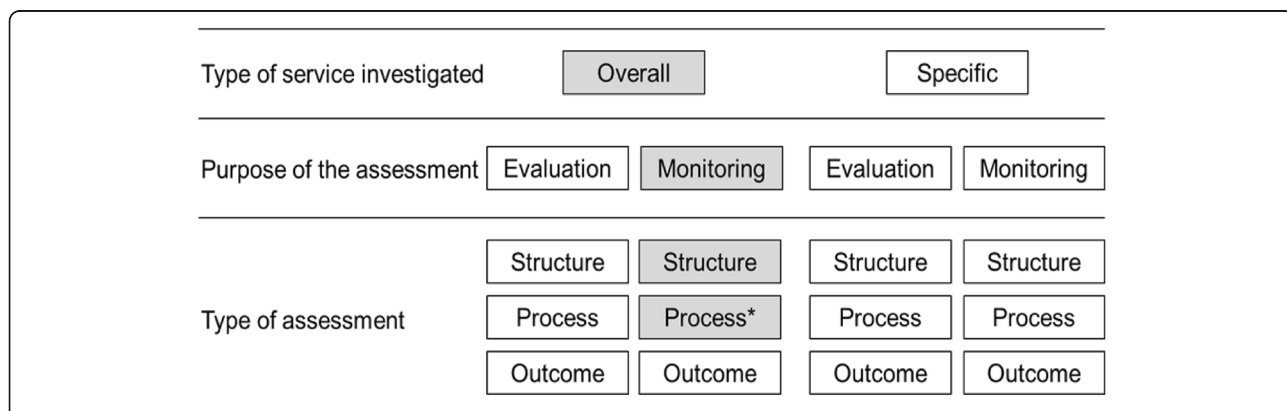 Type of service investigated Overall Specific
Purpose of the assessment Evaluation Monitoring Evaluation Monitoring
Structure Structure Structure Structure
Type of assessment Process Process* Process Process
Outcome Outcome Outcome Outcome